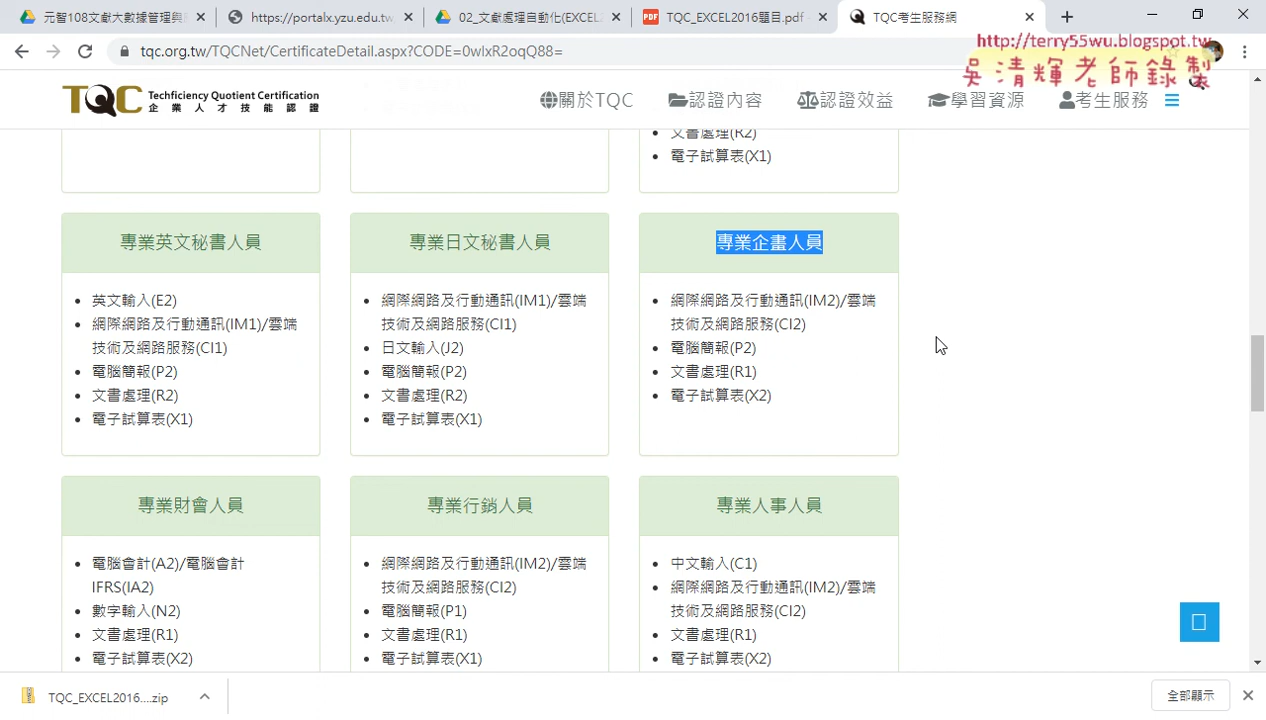 元智108文獻大數據管理與
https://portalx.yzu.edu.tw
02_文獻處理自動化(EXCEL
TQC_EXCEL2016題目.pdf
TQC考生服務網
tqc.org.tw/TQCNet/CertificateDetail.aspx?CODE=0wIxR2oqQ88=
http://terry55wu.blogspot.tw
吳清輝老師錄製
TQC Techficiency Quotient Certification
企業人才技能認證
關於TQC
認證內容
認證效益
學習資源
考生服務
文書處理(R2)
電子試算表(X1)
專業英文秘書人員
英文輸入(E2)
網際網路及行動通訊(IM1)/雲端
技術及網路服務(CI1)
電腦簡報(P2)
文書處理(R2)
電子試算表(X1)
專業日文秘書人員
網際網路及行動通訊(IM1)/雲端
技術及網路服務(CI1)
日文輸入(J2)
電腦簡報(P2)
文書處理(R2)
電子試算表(X1)
專業企畫人員
網際網路及行動通訊(IM2)/雲端
技術及網路服務(CI2)
電腦簡報(P2)
文書處理(R1)
電子試算表(X2)
專業財會人員
電腦會計(A2)/電腦會計
IFRS(IA2)
數字輸入(N2)
文書處理(R1)
電子試算表(X2)
專業行銷人員
網際網路及行動通訊(IM2)/雲端
技術及網路服務(CI2)
電腦簡報(P1)
文書處理(R1)
電子試算表(X1)
專業人事人員
中文輸入(C1)
網際網路及行動通訊(IM2)/雲端
技術及網路服務(CI2)
文書處理(R1)
電子試算表(X2)
TQC_EXCEL2016....zip
全部顯示